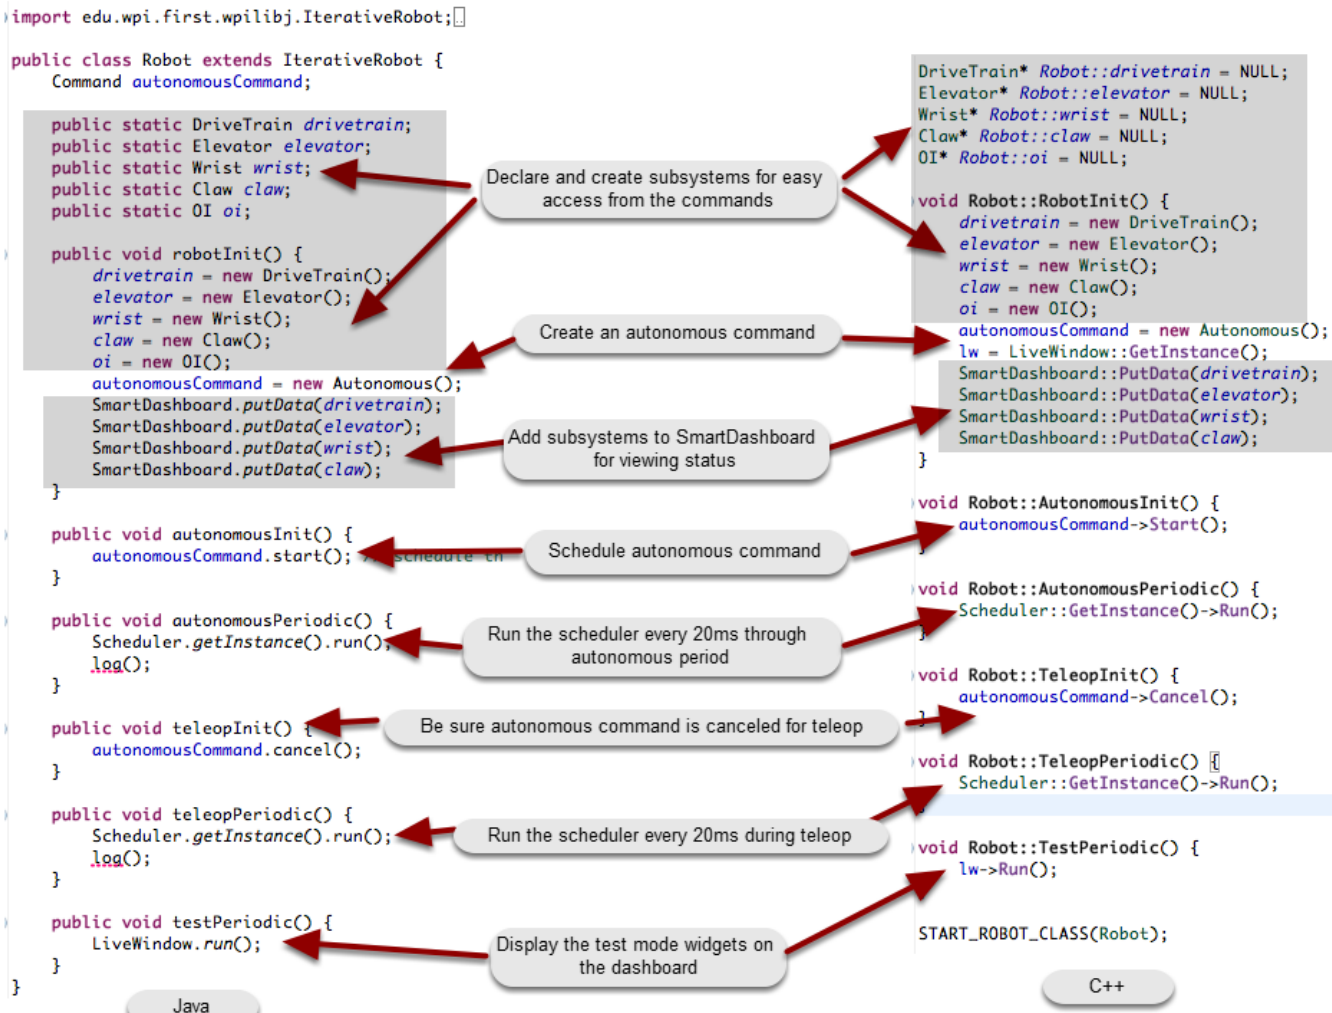 import edu.wpi.first.wpilibj.IterativeRobot;
public class Robot extends IterativeRobot {
Command autonomousCommand;
public static DriveTrain drivetrain;
public static Elevator elevator;
public static Wrist wrist;
public static Claw claw;
public static OI oi;
public void robotInit() {
drivetrain = new DriveTrain();
elevator = new Elevator();
wrist = new Wrist();
claw = new Claw();
oi = new OI();
autonomousCommand = new Autonomous();
SmartDashboard.putData(drivetrain);
SmartDashboard.putData(elevator);
SmartDashboard.putData(wrist);
SmartDashboard.putData(claw);
}
public void autonomousInit() {
autonomousCommand.start(); // schedule th
}
public void autonomousPeriodic() {
Scheduler.getInstance().run();
log();
}
public void teleopInit() {
autonomousCommand.cancel();
}
public void teleopPeriodic() {
Scheduler.getInstance().run();
log();
}
public void testPeriodic() {
LiveWindow.run();
}
}
Java
Declare and create subsystems for easy
access from the commands
Create an autonomous command
Add subsystems to SmartDashboard
for viewing status
Schedule autonomous command
Run the scheduler every 20ms through
autonomous period
Be sure autonomous command is canceled for teleop
Run the scheduler every 20ms during teleop
Display the test mode widgets on
the dashboard
DriveTrain* Robot::drivetrain = NULL;
Elevator* Robot::elevator = NULL;
Wrist* Robot::wrist = NULL;
Claw* Robot::claw = NULL;
OI* Robot::oi = NULL;
void Robot::RobotInit() {
drivetrain = new DriveTrain();
elevator = new Elevator();
wrist = new Wrist();
claw = new Claw();
oi = new OI();
autonomousCommand = new Autonomous();
lw = LiveWindow::GetInstance();
SmartDashboard::PutData(drivetrain);
SmartDashboard::PutData(elevator);
SmartDashboard::PutData(wrist);
SmartDashboard::PutData(claw);
}
void Robot::AutonomousInit() {
autonomousCommand->Start();
}
void Robot::AutonomousPeriodic() {
Scheduler::GetInstance()->Run();
}
void Robot::TeleopInit() {
autonomousCommand->Cancel();
}
void Robot::TeleopPeriodic() {
Scheduler::GetInstance()->Run();
}
void Robot::TestPeriodic() {
lw->Run();
START_ROBOT_CLASS(Robot);
C++